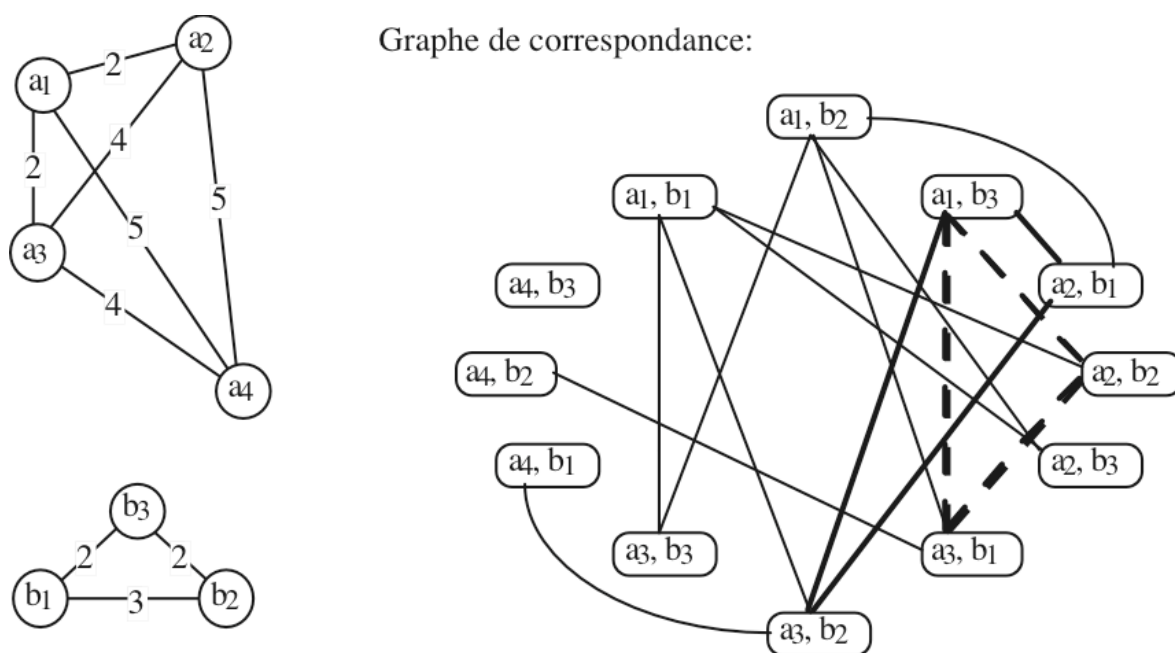 Graphe de correspondance:
a2
a1
2
4
2
5
5
a3
4
a4
b3
2
2
b1
3
b2
a1, b2
a1, b1
a1, b3
a4, b3
a2, b1
a4, b2
a2, b2
a4, b1
a2, b3
a3, b3
a3, b1
a3, b2